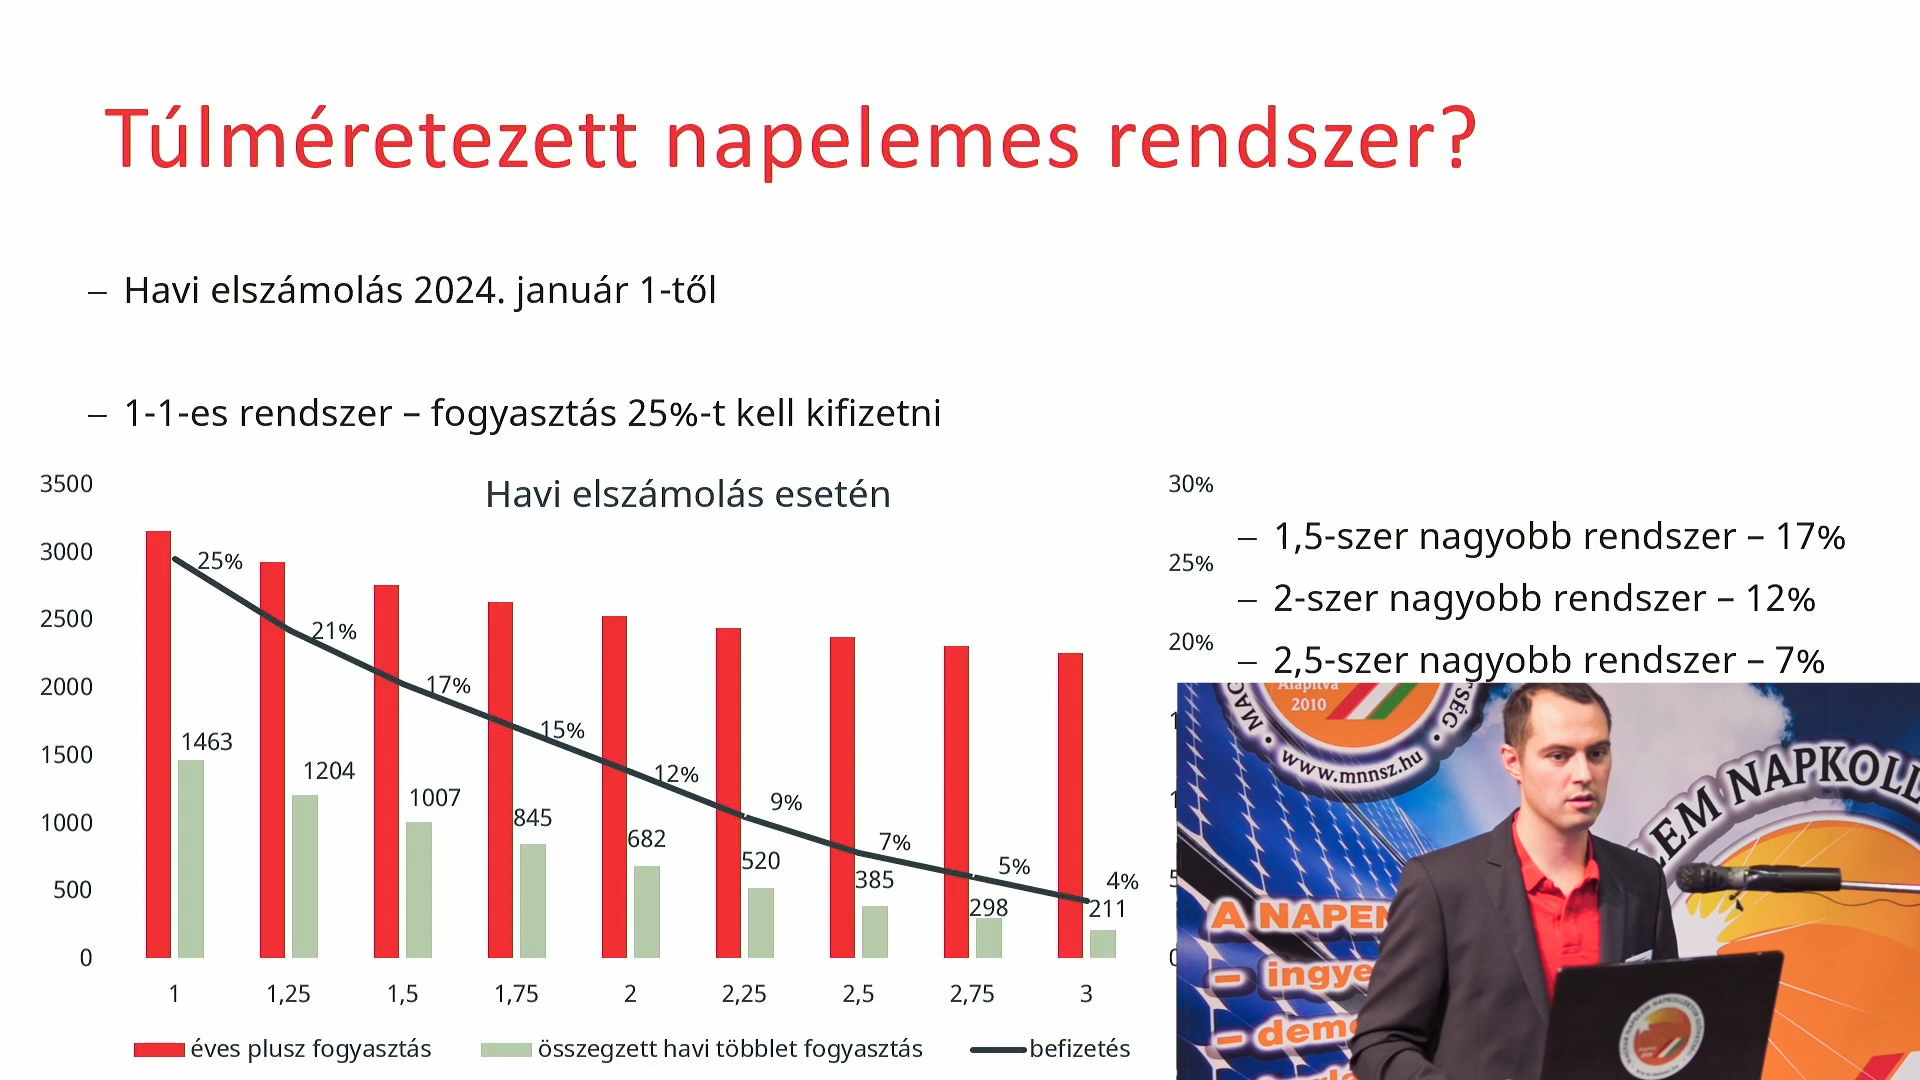 Túlméretezett napelemes rendszer?
– Havi elszámolás 2024. január 1-től
– 1-1-es rendszer – fogyasztás 25%-t kell kifizetni
Havi elszámolás esetén
3500
3000
2500
2000
1500
1000
500
0
30%
25%
20%
25%
21%
17%
15%
12%
9%
7%
5%
4%
1463
1204
1007
845
682
520
385
298
211
1 1,25 1,5 1,75 2 2,25 2,5 2,75 3
éves plusz fogyasztás összegzett havi többlet fogyasztás befizetés
– 1,5-szer nagyobb rendszer – 17%
– 2-szer nagyobb rendszer – 12%
– 2,5-szer nagyobb rendszer – 7%
Alapítva
2010
www.mnnsz.hu
NAPKOLL